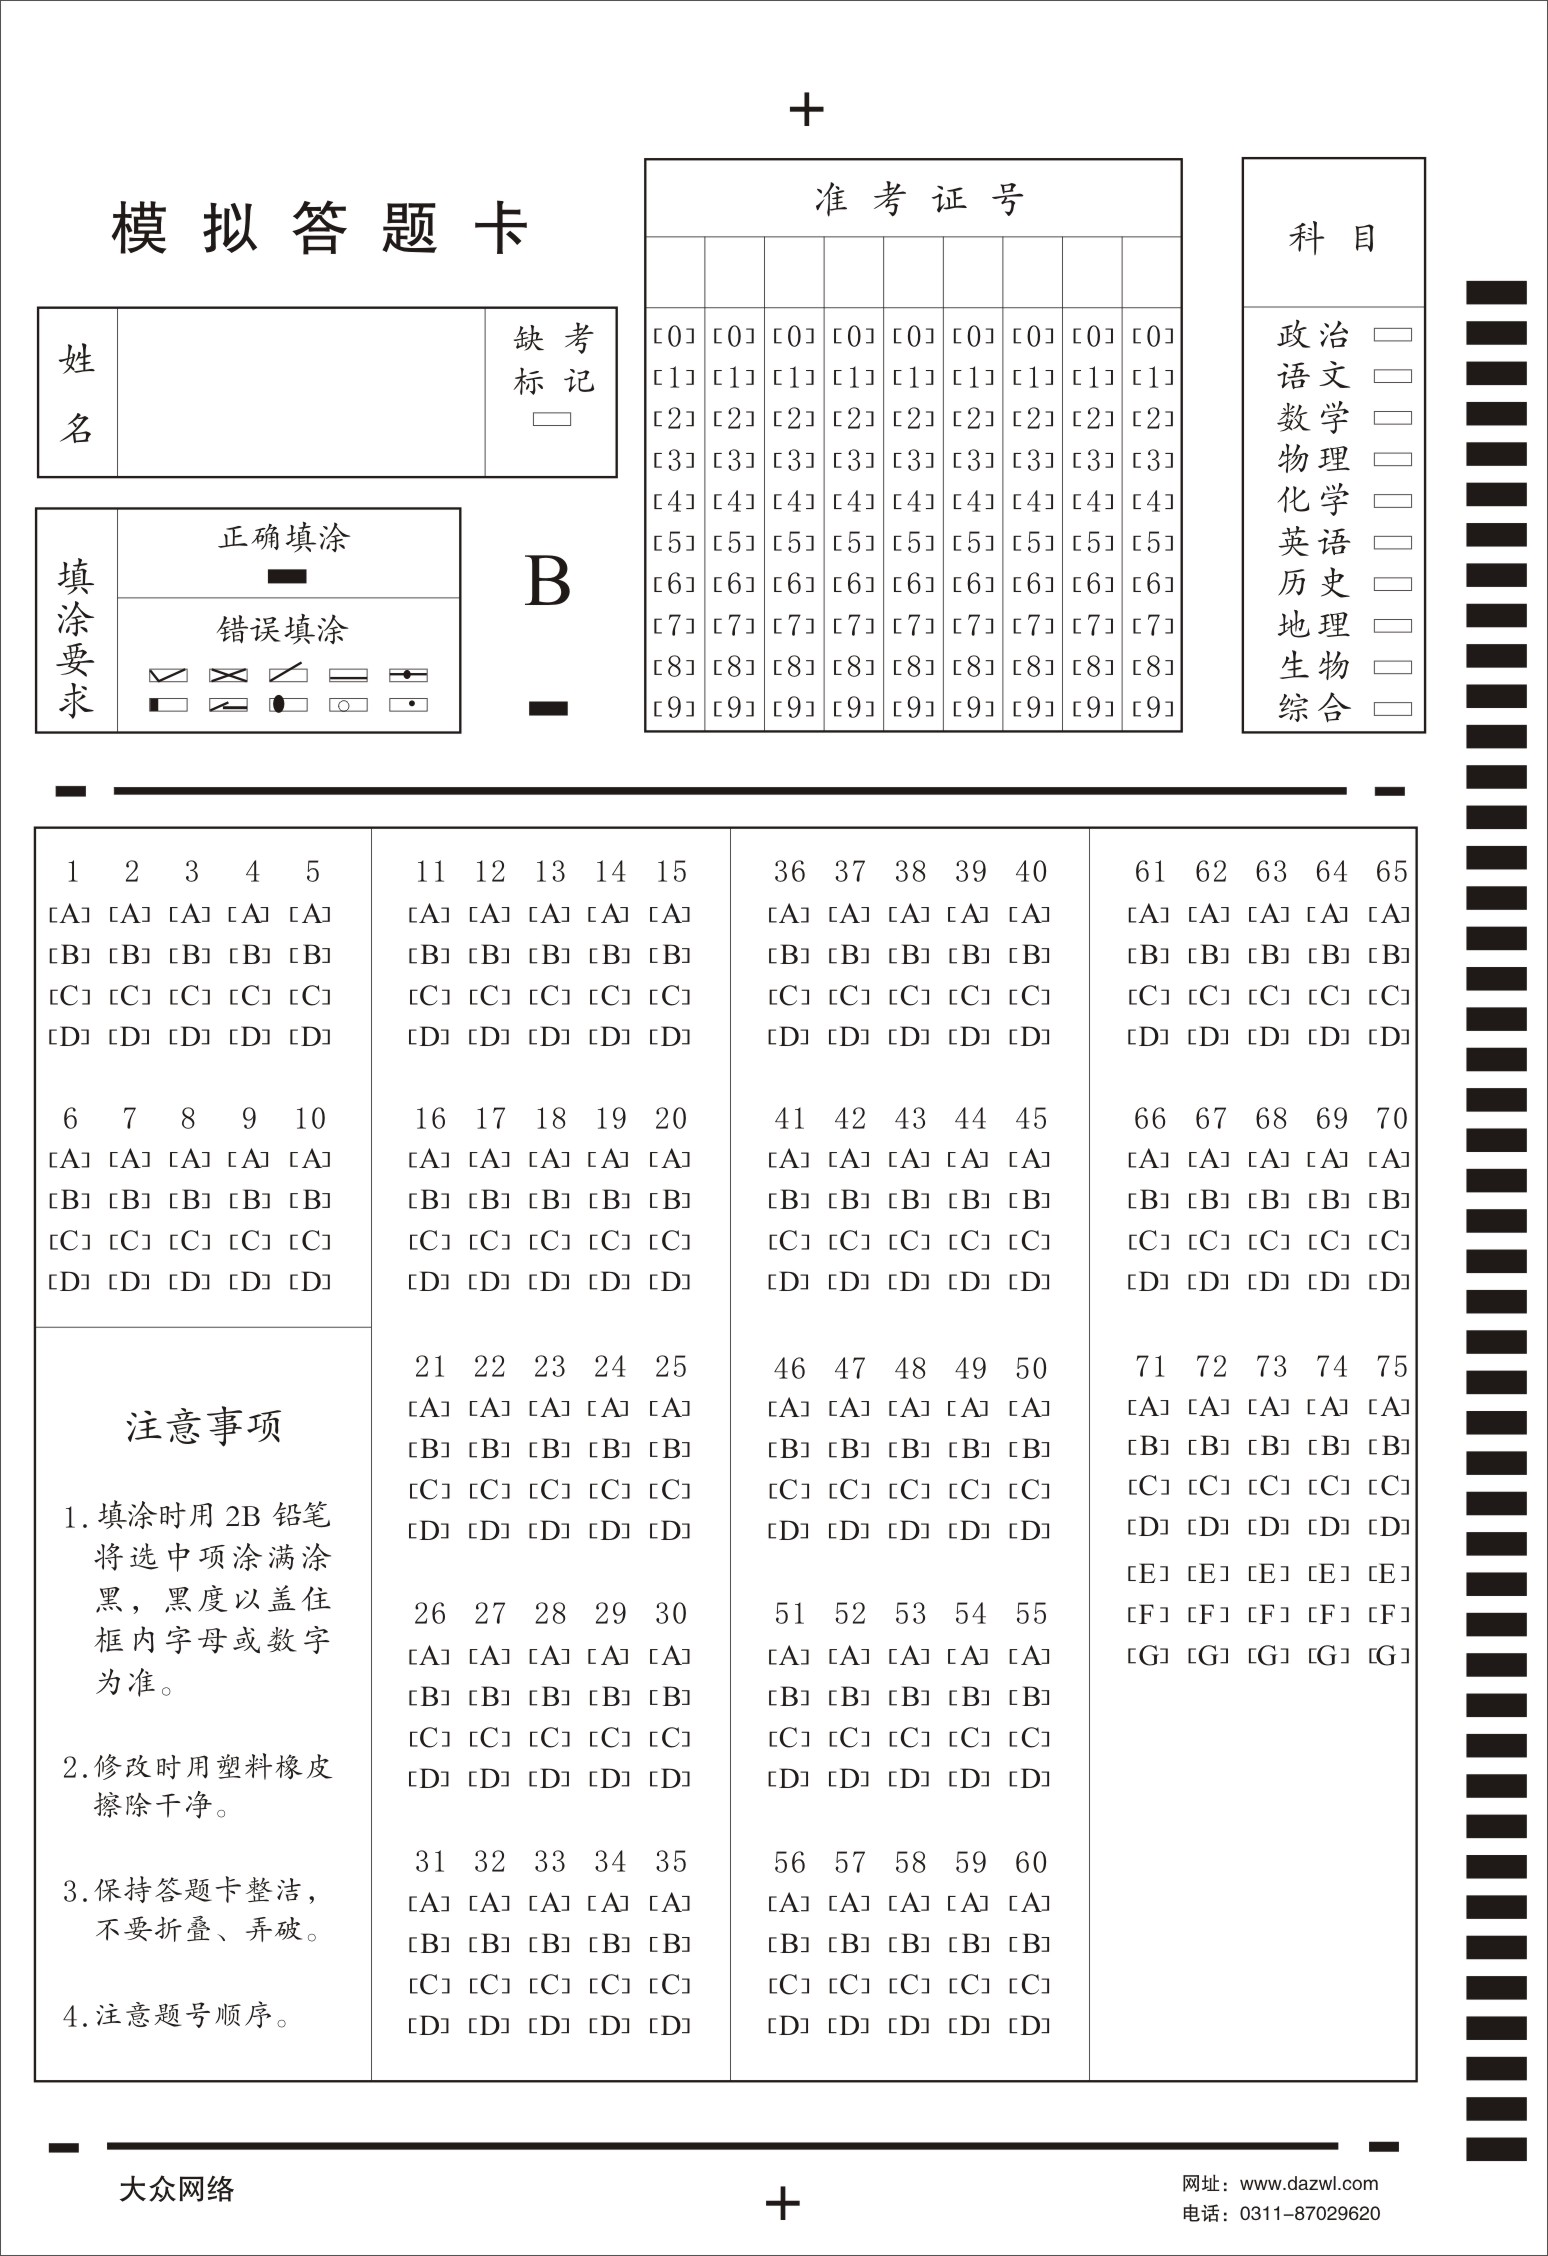 模拟答题卡
姓名
缺考
标记
填涂要求
正确填涂
错误填涂
B
准考证号
[0] [0] [0] [0] [0] [0] [0] [0] [0]
[1] [1] [1] [1] [1] [1] [1] [1] [1]
[2] [2] [2] [2] [2] [2] [2] [2] [2]
[3] [3] [3] [3] [3] [3] [3] [3] [3]
[4] [4] [4] [4] [4] [4] [4] [4] [4]
[5] [5] [5] [5] [5] [5] [5] [5] [5]
[6] [6] [6] [6] [6] [6] [6] [6] [6]
[7] [7] [7] [7] [7] [7] [7] [7] [7]
[8] [8] [8] [8] [8] [8] [8] [8] [8]
[9] [9] [9] [9] [9] [9] [9] [9] [9]
科目
政治
语文
数学
物理
化学
英语
历史
地理
生物
综合
1 2 3 4 5
[A] [A] [A] [A] [A]
[B] [B] [B] [B] [B]
[C] [C] [C] [C] [C]
[D] [D] [D] [D] [D]
6 7 8 9 10
[A] [A] [A] [A] [A]
[B] [B] [B] [B] [B]
[C] [C] [C] [C] [C]
[D] [D] [D] [D] [D]
注意事项
1.填涂时用 2B 铅笔
将选中项涂满涂
黑，黑度以盖住
框内字母或数字
为准。
2.修改时用塑料橡皮
擦除干净。
3.保持答题卡整洁，
不要折叠、弄破。
4.注意题号顺序。
11 12 13 14 15
[A] [A] [A] [A] [A]
[B] [B] [B] [B] [B]
[C] [C] [C] [C] [C]
[D] [D] [D] [D] [D]
16 17 18 19 20
[A] [A] [A] [A] [A]
[B] [B] [B] [B] [B]
[C] [C] [C] [C] [C]
[D] [D] [D] [D] [D]
21 22 23 24 25
[A] [A] [A] [A] [A]
[B] [B] [B] [B] [B]
[C] [C] [C] [C] [C]
[D] [D] [D] [D] [D]
26 27 28 29 30
[A] [A] [A] [A] [A]
[B] [B] [B] [B] [B]
[C] [C] [C] [C] [C]
[D] [D] [D] [D] [D]
31 32 33 34 35
[A] [A] [A] [A] [A]
[B] [B] [B] [B] [B]
[C] [C] [C] [C] [C]
[D] [D] [D] [D] [D]
36 37 38 39 40
[A] [A] [A] [A] [A]
[B] [B] [B] [B] [B]
[C] [C] [C] [C] [C]
[D] [D] [D] [D] [D]
41 42 43 44 45
[A] [A] [A] [A] [A]
[B] [B] [B] [B] [B]
[C] [C] [C] [C] [C]
[D] [D] [D] [D] [D]
46 47 48 49 50
[A] [A] [A] [A] [A]
[B] [B] [B] [B] [B]
[C] [C] [C] [C] [C]
[D] [D] [D] [D] [D]
51 52 53 54 55
[A] [A] [A] [A] [A]
[B] [B] [B] [B] [B]
[C] [C] [C] [C] [C]
[D] [D] [D] [D] [D]
56 57 58 59 60
[A] [A] [A] [A] [A]
[B] [B] [B] [B] [B]
[C] [C] [C] [C] [C]
[D] [D] [D] [D] [D]
61 62 63 64 65
[A] [A] [A] [A] [A]
[B] [B] [B] [B] [B]
[C] [C] [C] [C] [C]
[D] [D] [D] [D] [D]
66 67 68 69 70
[A] [A] [A] [A] [A]
[B] [B] [B] [B] [B]
[C] [C] [C] [C] [C]
[D] [D] [D] [D] [D]
71 72 73 74 75
[A] [A] [A] [A] [A]
[B] [B] [B] [B] [B]
[C] [C] [C] [C] [C]
[D] [D] [D] [D] [D]
[E] [E] [E] [E] [E]
[F] [F] [F] [F] [F]
[G] [G] [G] [G] [G]
大众网络
网址：www.dazwl.com
电话：0311-87029620